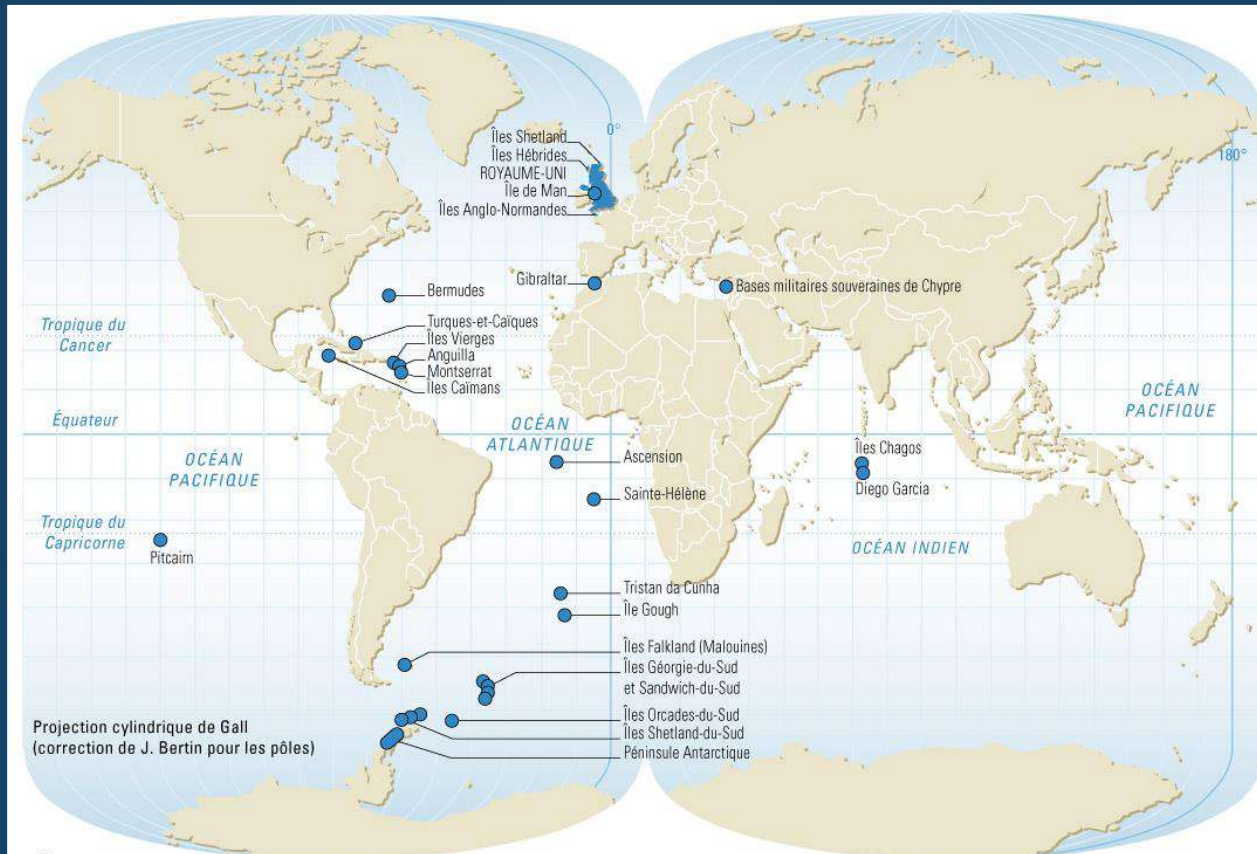 Îles Shetland
0°
Îles Hébrides
ROYAUME-UNI
180°
Île de Man
Îles Anglo-Normandes
Gibraltar
Bases militaires souveraines de Chypre
Bermudes
Tropique du
Cancer
Turques-et-Caïques
Îles Vierges
Anguilla
Montserrat
Îles Caïmans
OCÉAN
PACIFIQUE
Équateur
OCÉAN
ATLANTIQUE
OCÉAN
PACIFIQUE
Ascension
Îles Chagos
Diego Garcia
Sainte-Hélène
Tropique du
Capricorne
Pitcairn
OCÉAN INDIEN
Tristan da Cunha
Île Gough
Îles Falkland (Malouines)
Îles Géorgie-du-Sud
et Sandwich-du-Sud
Îles Orcades-du-Sud
Îles Shetland-du-Sud
Péninsule Antarctique
Projection cylindrique de Gall
(correction de J. Bertin pour les pôles)